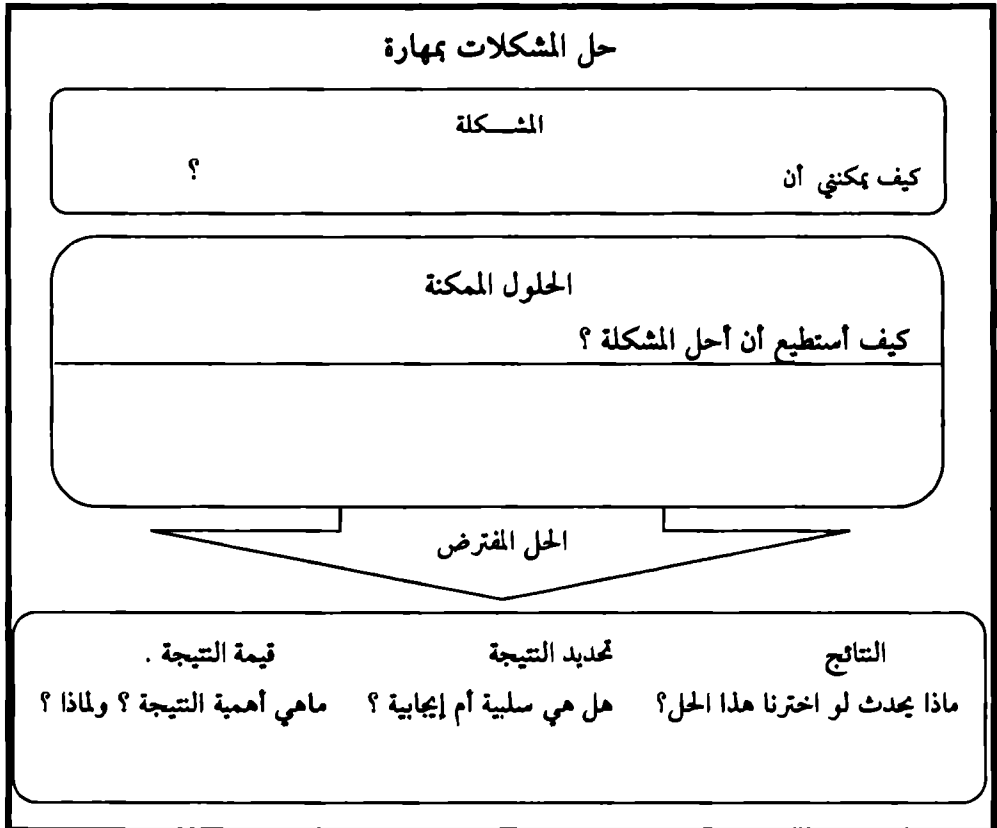 حل المشكلات بمهارة
المشـــكلة
كيف يمكنني أن ؟
الحلول الممكنة
كيف أستطيع أن أحل المشكلة ؟
الحل المفترض
النتائج تحديد النتيجة قيمة النتيجة .
ماذا يحدث لو اخترنا هذا الحل؟ هل هي سلبية أم إيجابية ؟ ماهي أهمية النتيجة ؟ ولماذا ؟